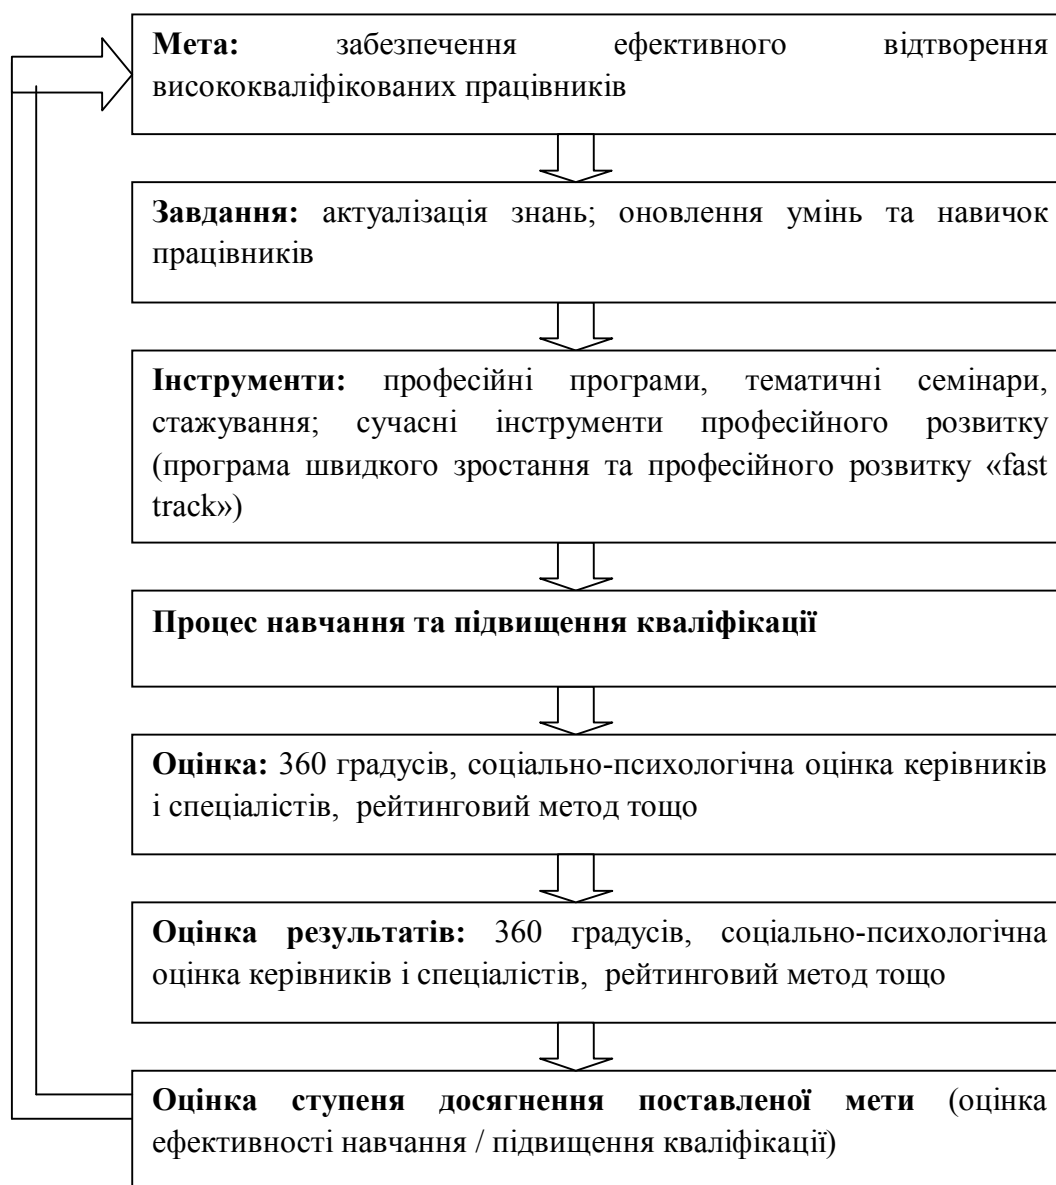 Мета: забезпечення ефективного відтворення
висококваліфікованих працівників
Завдання: актуалізація знань; оновлення умінь та навичок
працівників
Інструменти: професійні програми, тематичні семінари,
стажування; сучасні інструменти професійного розвитку
(програма швидкого зростання та професійного розвитку «fast
track»)
Процес навчання та підвищення кваліфікації
Оцінка: 360 градусів, соціально-психологічна оцінка керівників
і спеціалістів, рейтинговий метод тощо
Оцінка результатів: 360 градусів, соціально-психологічна
оцінка керівників і спеціалістів, рейтинговий метод тощо
Оцінка ступеня досягнення поставленої мети (оцінка
ефективності навчання / підвищення кваліфікації)